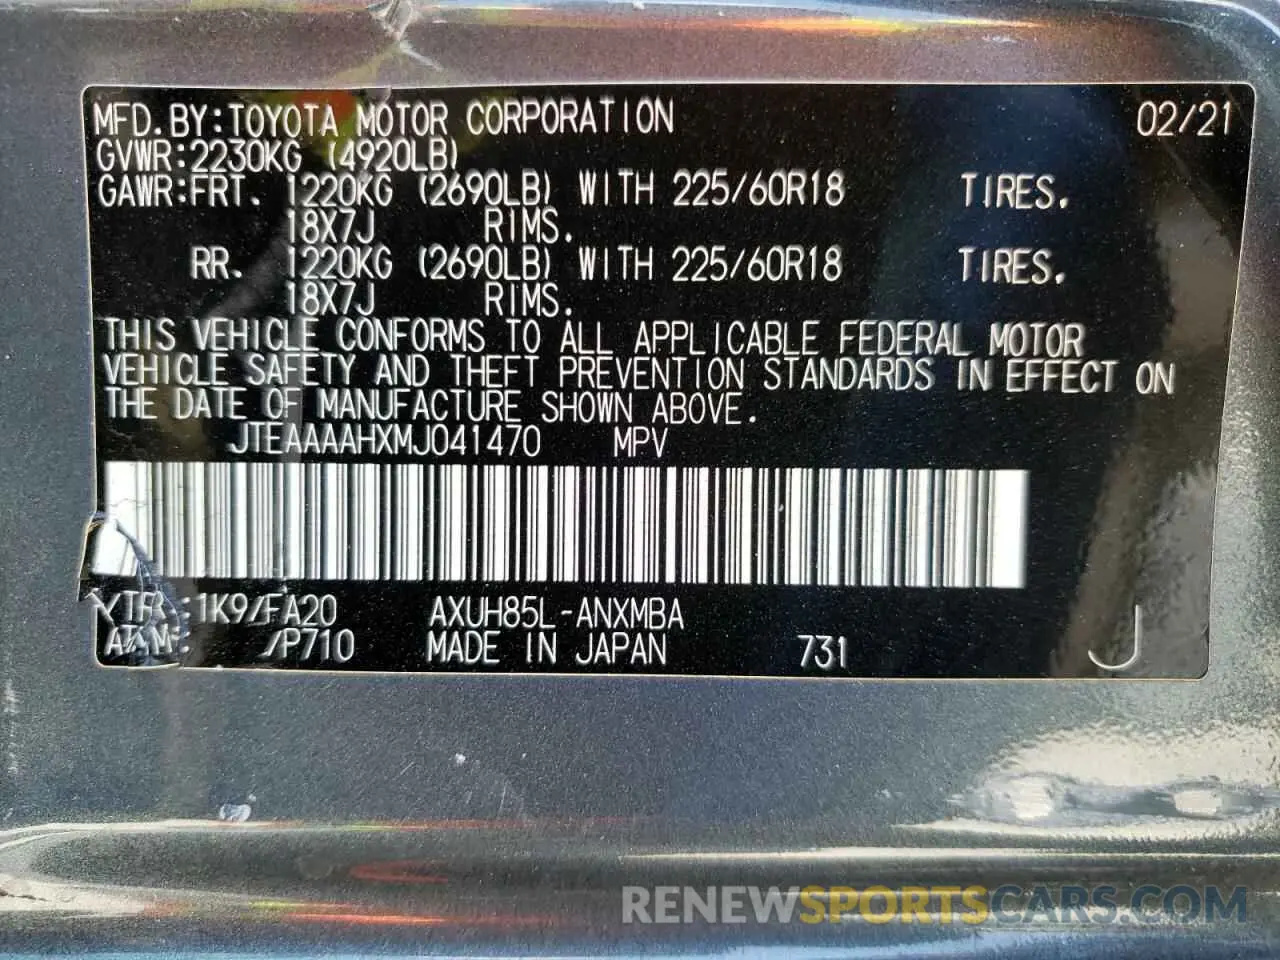 MFD.BY:TOYOTA MOTOR CORPORATION 02/21
GVWR:2230KG (4920LB)
GAWR:FRT. 1220KG (2690LB) WITH 225/60R18 TIRES.
18X7J RIMS.
RR. 1220KG (2690LB) WITH 225/60R18 TIRES.
18X7J RIMS.
THIS VEHICLE CONFORMS TO ALL APPLICABLE FEDERAL MOTOR
VEHICLE SAFETY AND THEFT PREVENTION STANDARDS IN EFFECT ON
THE DATE OF MANUFACTURE SHOWN ABOVE.
JTEAAAAHXMJ041470 MPV
:1K9/FA20 AXUH85L-ANXMBA
/P710 MADE IN JAPAN 731 J
RENEWSPORTSCARS.COM